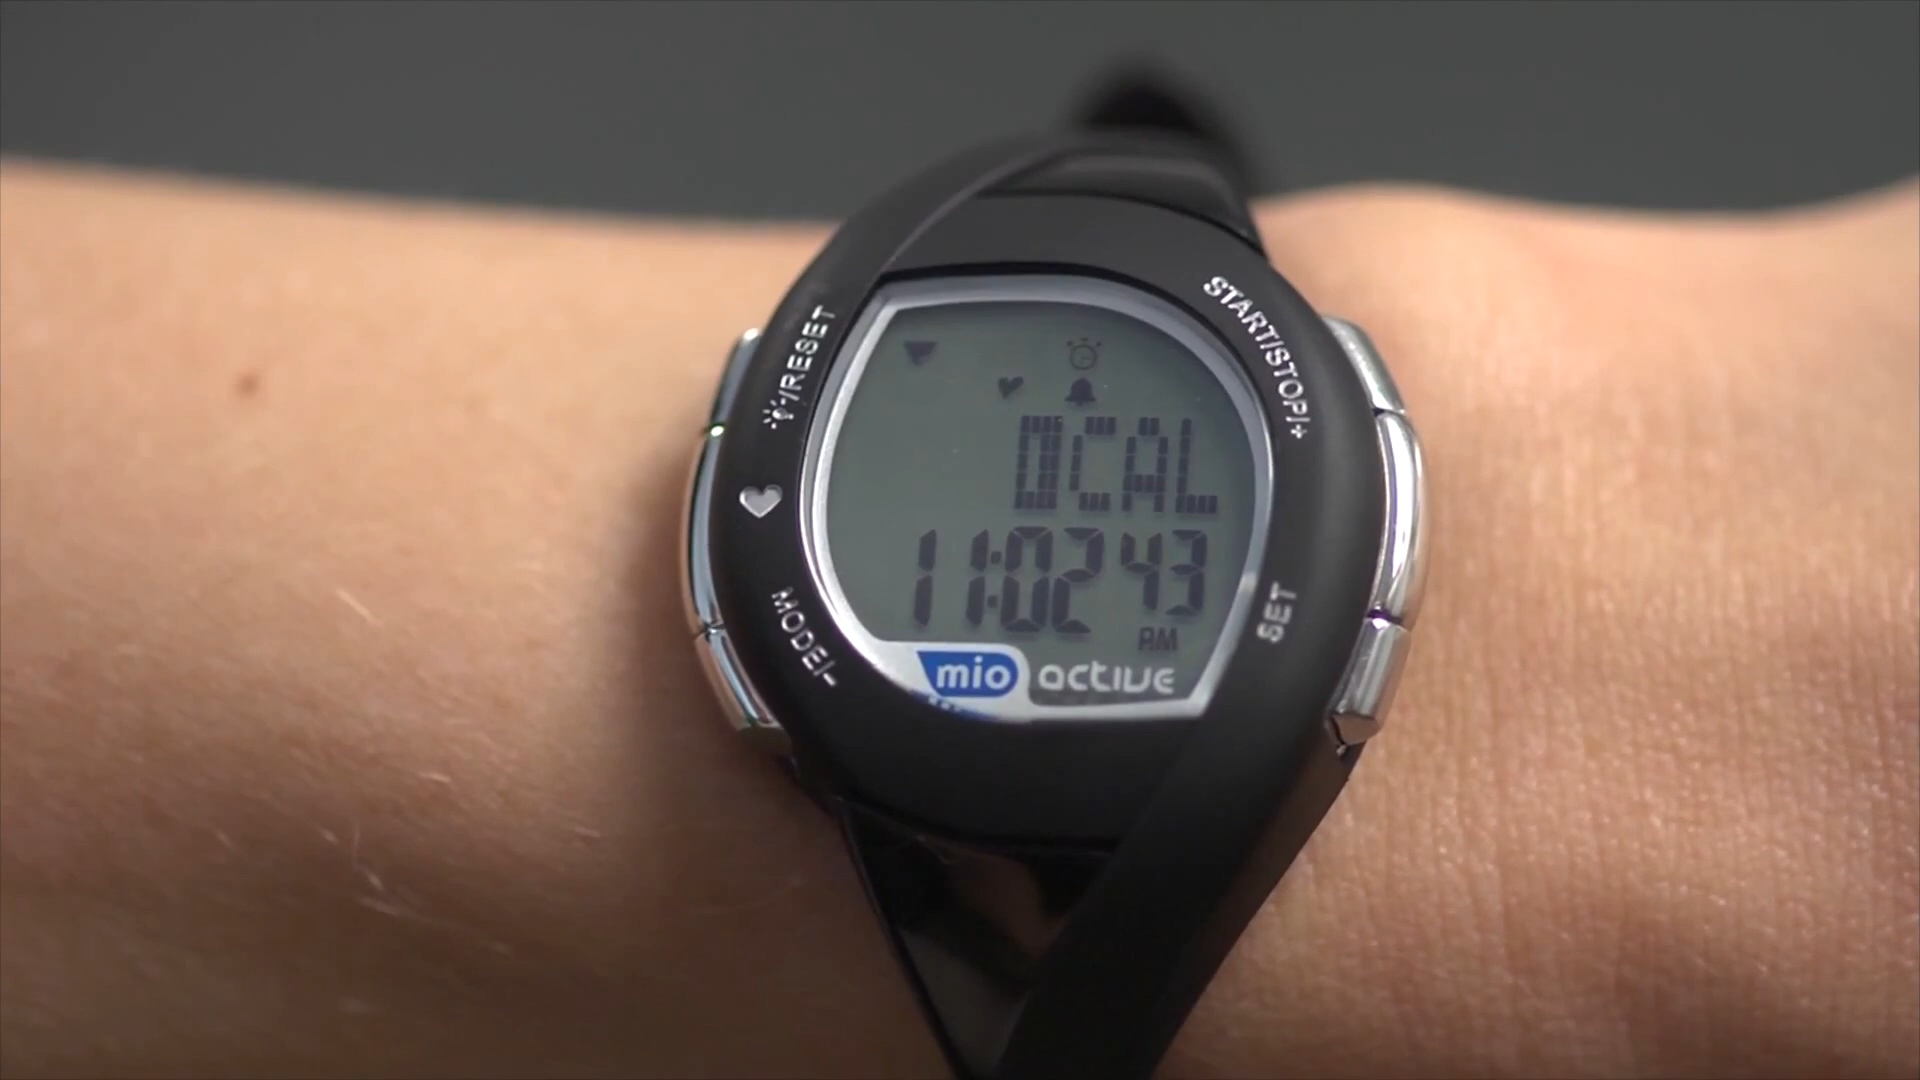 /RESET
START/STOP/+
0CAL
11:02 43
PM
MODE/-
SET
mio active